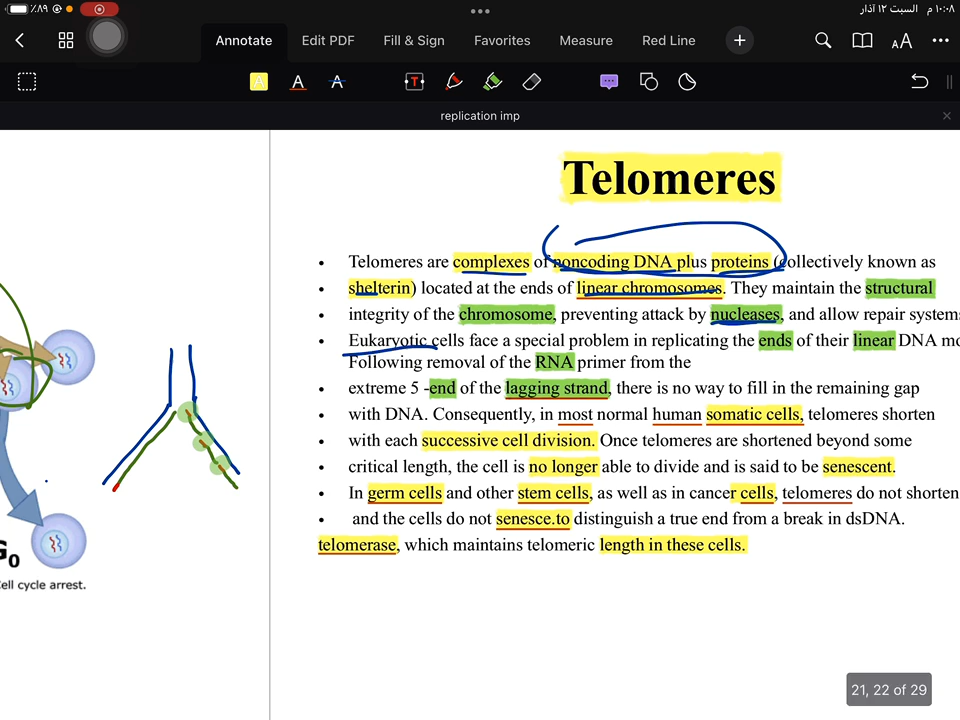 ٪٨٩
١٠:٠٨ م السبت ١٢ آذار
Annotate Edit PDF Fill & Sign Favorites Measure Red Line
replication imp
Telomeres
• Telomeres are complexes of noncoding DNA plus proteins (collectively known as
• shelterin) located at the ends of linear chromosomes. They maintain the structural
• integrity of the chromosome, preventing attack by nucleases, and allow repair system
• Eukaryotic cells face a special problem in replicating the ends of their linear DNA mo
Following removal of the RNA primer from the
• extreme 5 -end of the lagging strand, there is no way to fill in the remaining gap
• with DNA. Consequently, in most normal human somatic cells, telomeres shorten
• with each successive cell division. Once telomeres are shortened beyond some
• critical length, the cell is no longer able to divide and is said to be senescent.
• In germ cells and other stem cells, as well as in cancer cells, telomeres do not shorten
• and the cells do not senesce.to distinguish a true end from a break in dsDNA.
telomerase, which maintains telomeric length in these cells.
G0
Cell cycle arrest.
21, 22 of 29